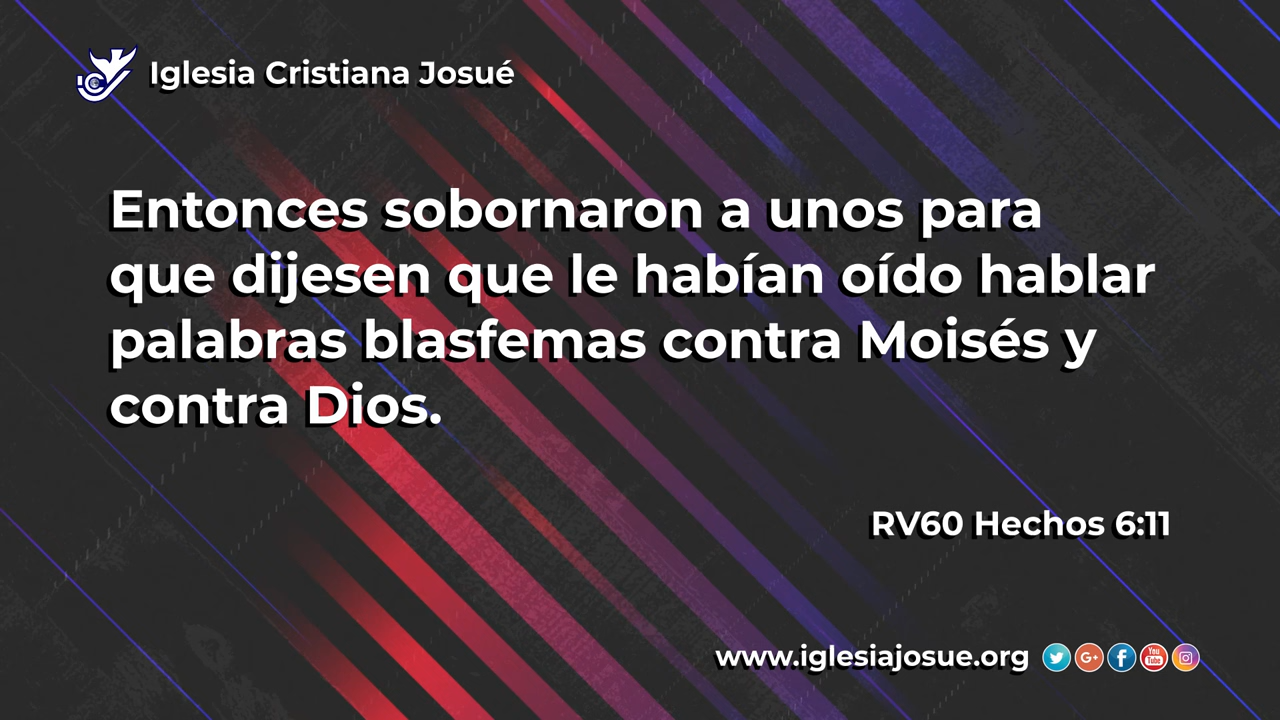 Iglesia Cristiana Josué
Entonces sobornaron a unos para
que dijesen que le habían oído hablar
palabras blasfemas contra Moisés y
contra Dios.
RV60 Hechos 6:11
www.iglesiajosue.org